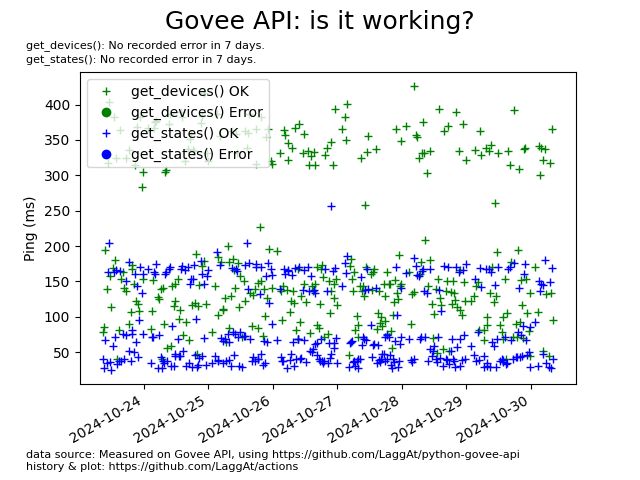 Govee API: is it working?
get_devices(): No recorded error in 7 days.
get_states(): No recorded error in 7 days.
get_devices() OK
get_devices() Error
get_states() OK
get_states() Error
Ping (ms)
400
350
300
250
200
150
100
50
2024-10-24
2024-10-25
2024-10-26
2024-10-27
2024-10-28
2024-10-29
2024-10-30
data source: Measured on Govee API, using https://github.com/LaggAt/python-govee-api
history & plot: https://github.com/LaggAt/actions